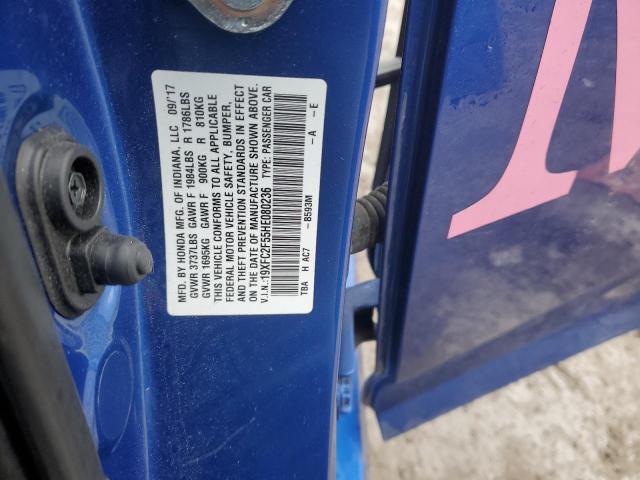 MFD. BY HONDA MFG. OF INDIANA, LLC 09/'17
GVWR 3737LBS GAWR F 1984LBS R 1786LBS
GVWR 1695KG GAWR F 900KG R 810KG
THIS VEHICLE CONFORMS TO ALL APPLICABLE
FEDERAL MOTOR VEHICLE SAFETY, BUMPER,
AND THEFT PREVENTION STANDARDS IN EFFECT
ON THE DATE OF MANUFACTURE SHOWN ABOVE.
V.I.N.:19XFC2F55HE080236 TYPE: PASSENGER CAR
TBA H AC7 -B593M -A -E